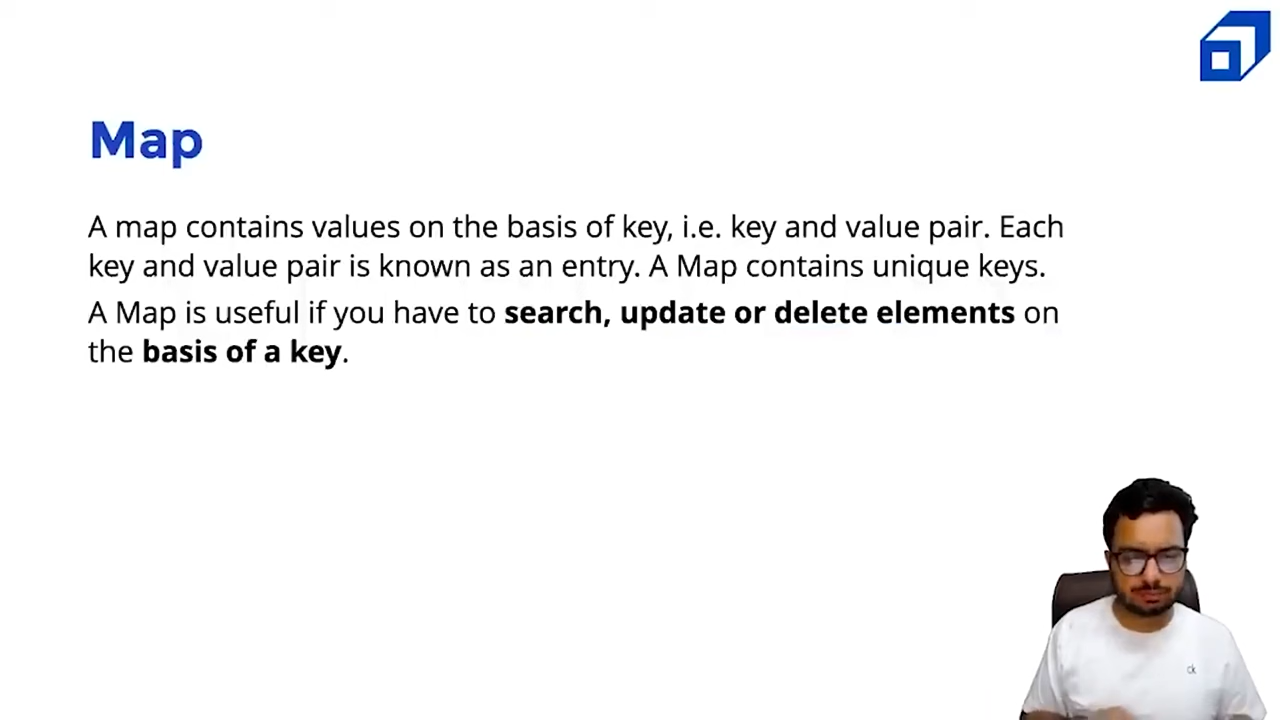 Map
A map contains values on the basis of key, i.e. key and value pair. Each
key and value pair is known as an entry. A Map contains unique keys.
A Map is useful if you have to search, update or delete elements on
the basis of a key.
ck